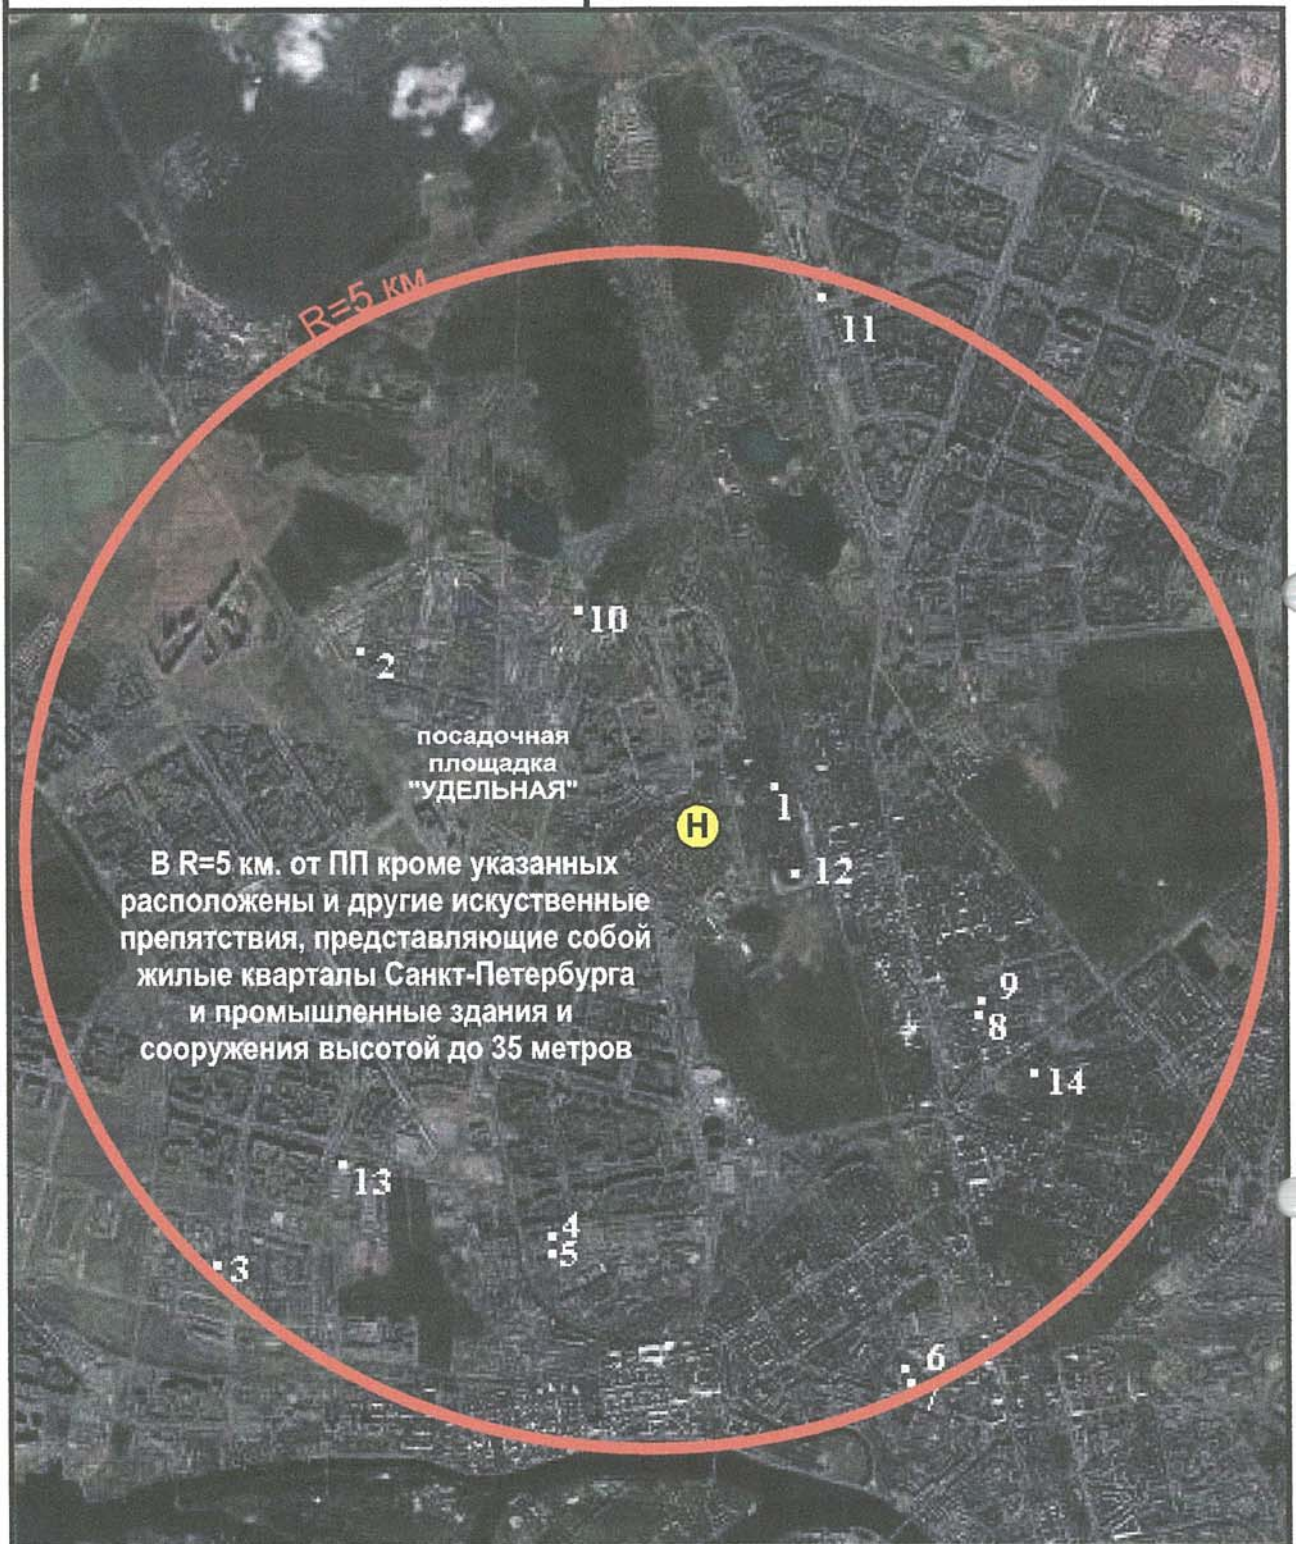 R=5 км
11
10
2
посадочная
площадка
"УДЕЛЬНАЯ"
1
H
12
В R=5 км. от ПП кроме указанных
расположены и другие искуственные
препятствия, представляющие собой
жилые кварталы Санкт-Петербурга
и промышленные здания и
сооружения высотой до 35 метров
9
8
14
13
4
5
3
6
7